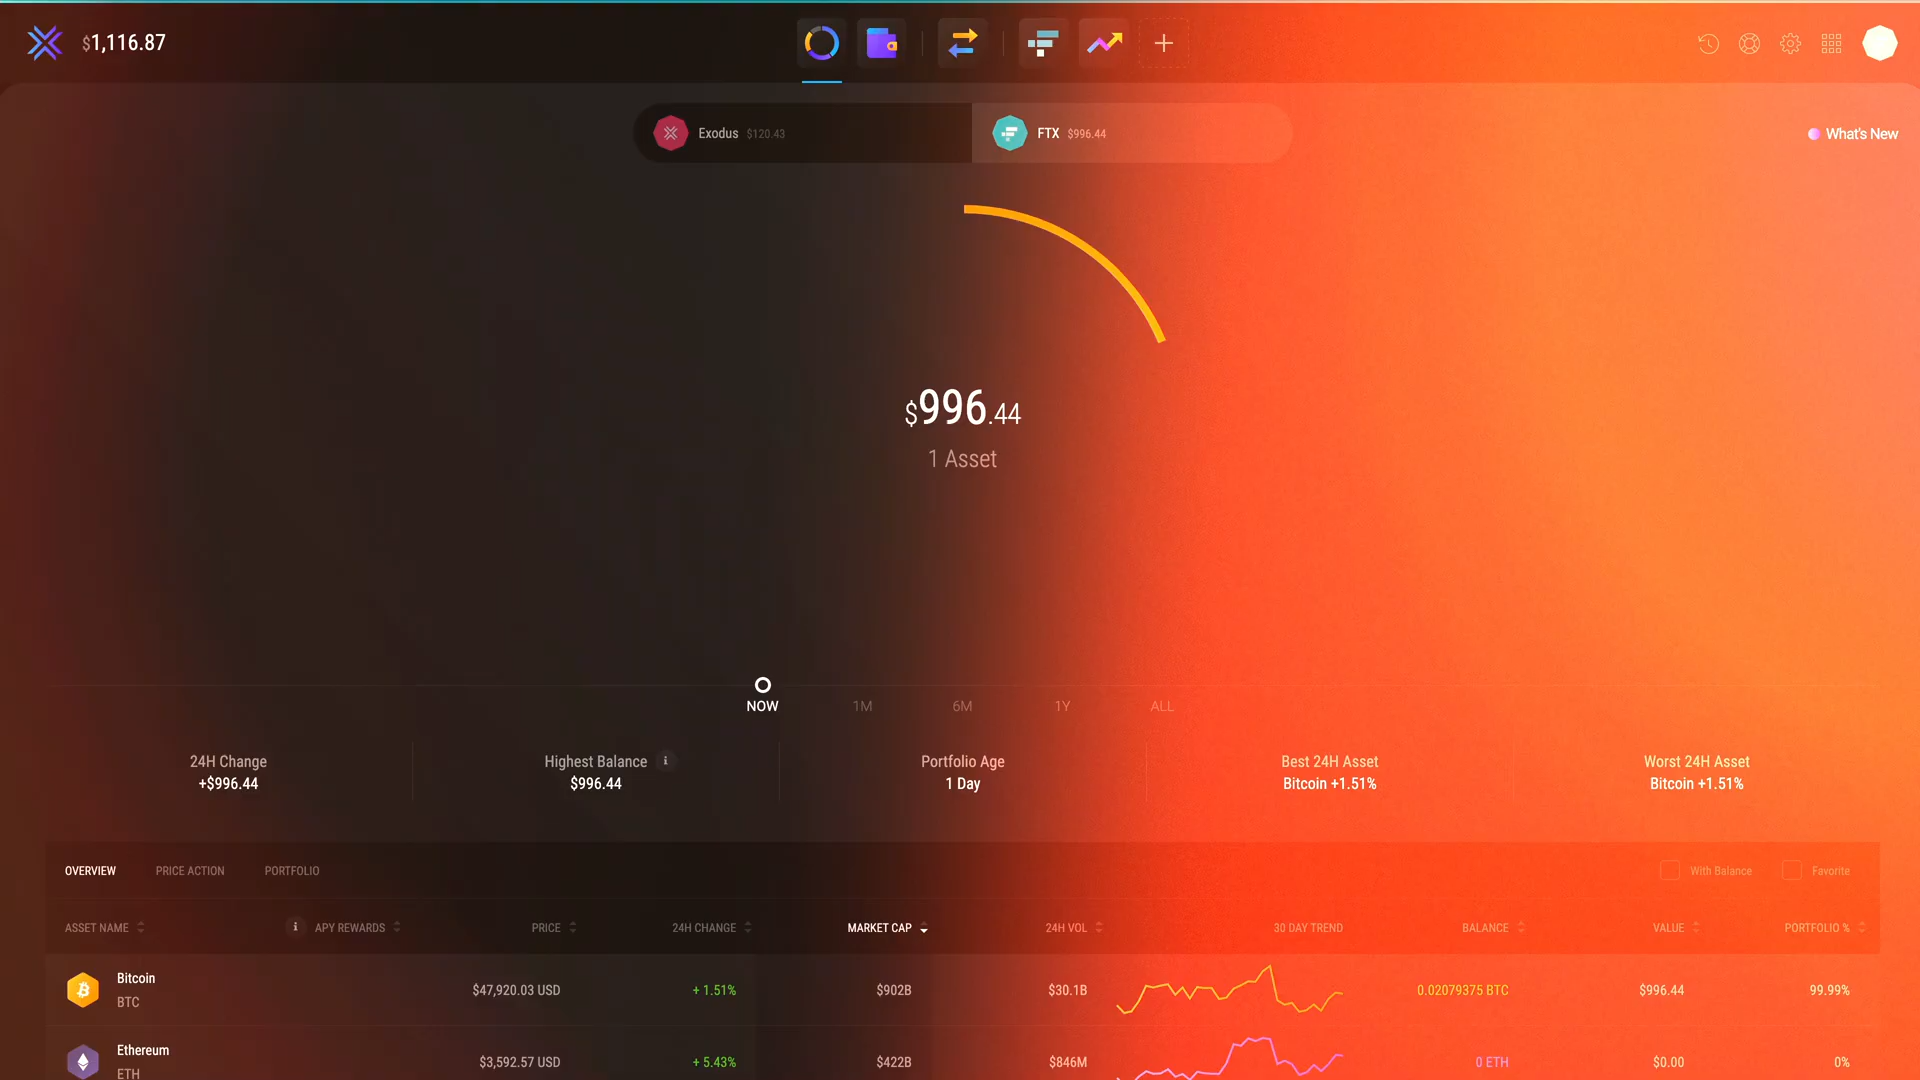 $1,116.87
Exodus $120.43
FTX $996.44
What's New
$996.44
1 Asset
NOW 1M 6M 1Y ALL
24H Change
+$996.44
Highest Balance i
$996.44
Portfolio Age
1 Day
Best 24H Asset
Bitcoin +1.51%
Worst 24H Asset
Bitcoin +1.51%
OVERVIEW PRICE ACTION PORTFOLIO With Balance Favorite
ASSET NAME i APY REWARDS PRICE 24H CHANGE MARKET CAP 24H VOL 30 DAY TREND BALANCE VALUE PORTFOLIO %
Bitcoin
BTC
$47,920.03 USD + 1.51% $902B $30.1B 0.02079375 BTC $996.44 99.99%
Ethereum
ETH
$3,592.57 USD + 5.43% $422B $846M 0 ETH $0.00 0%